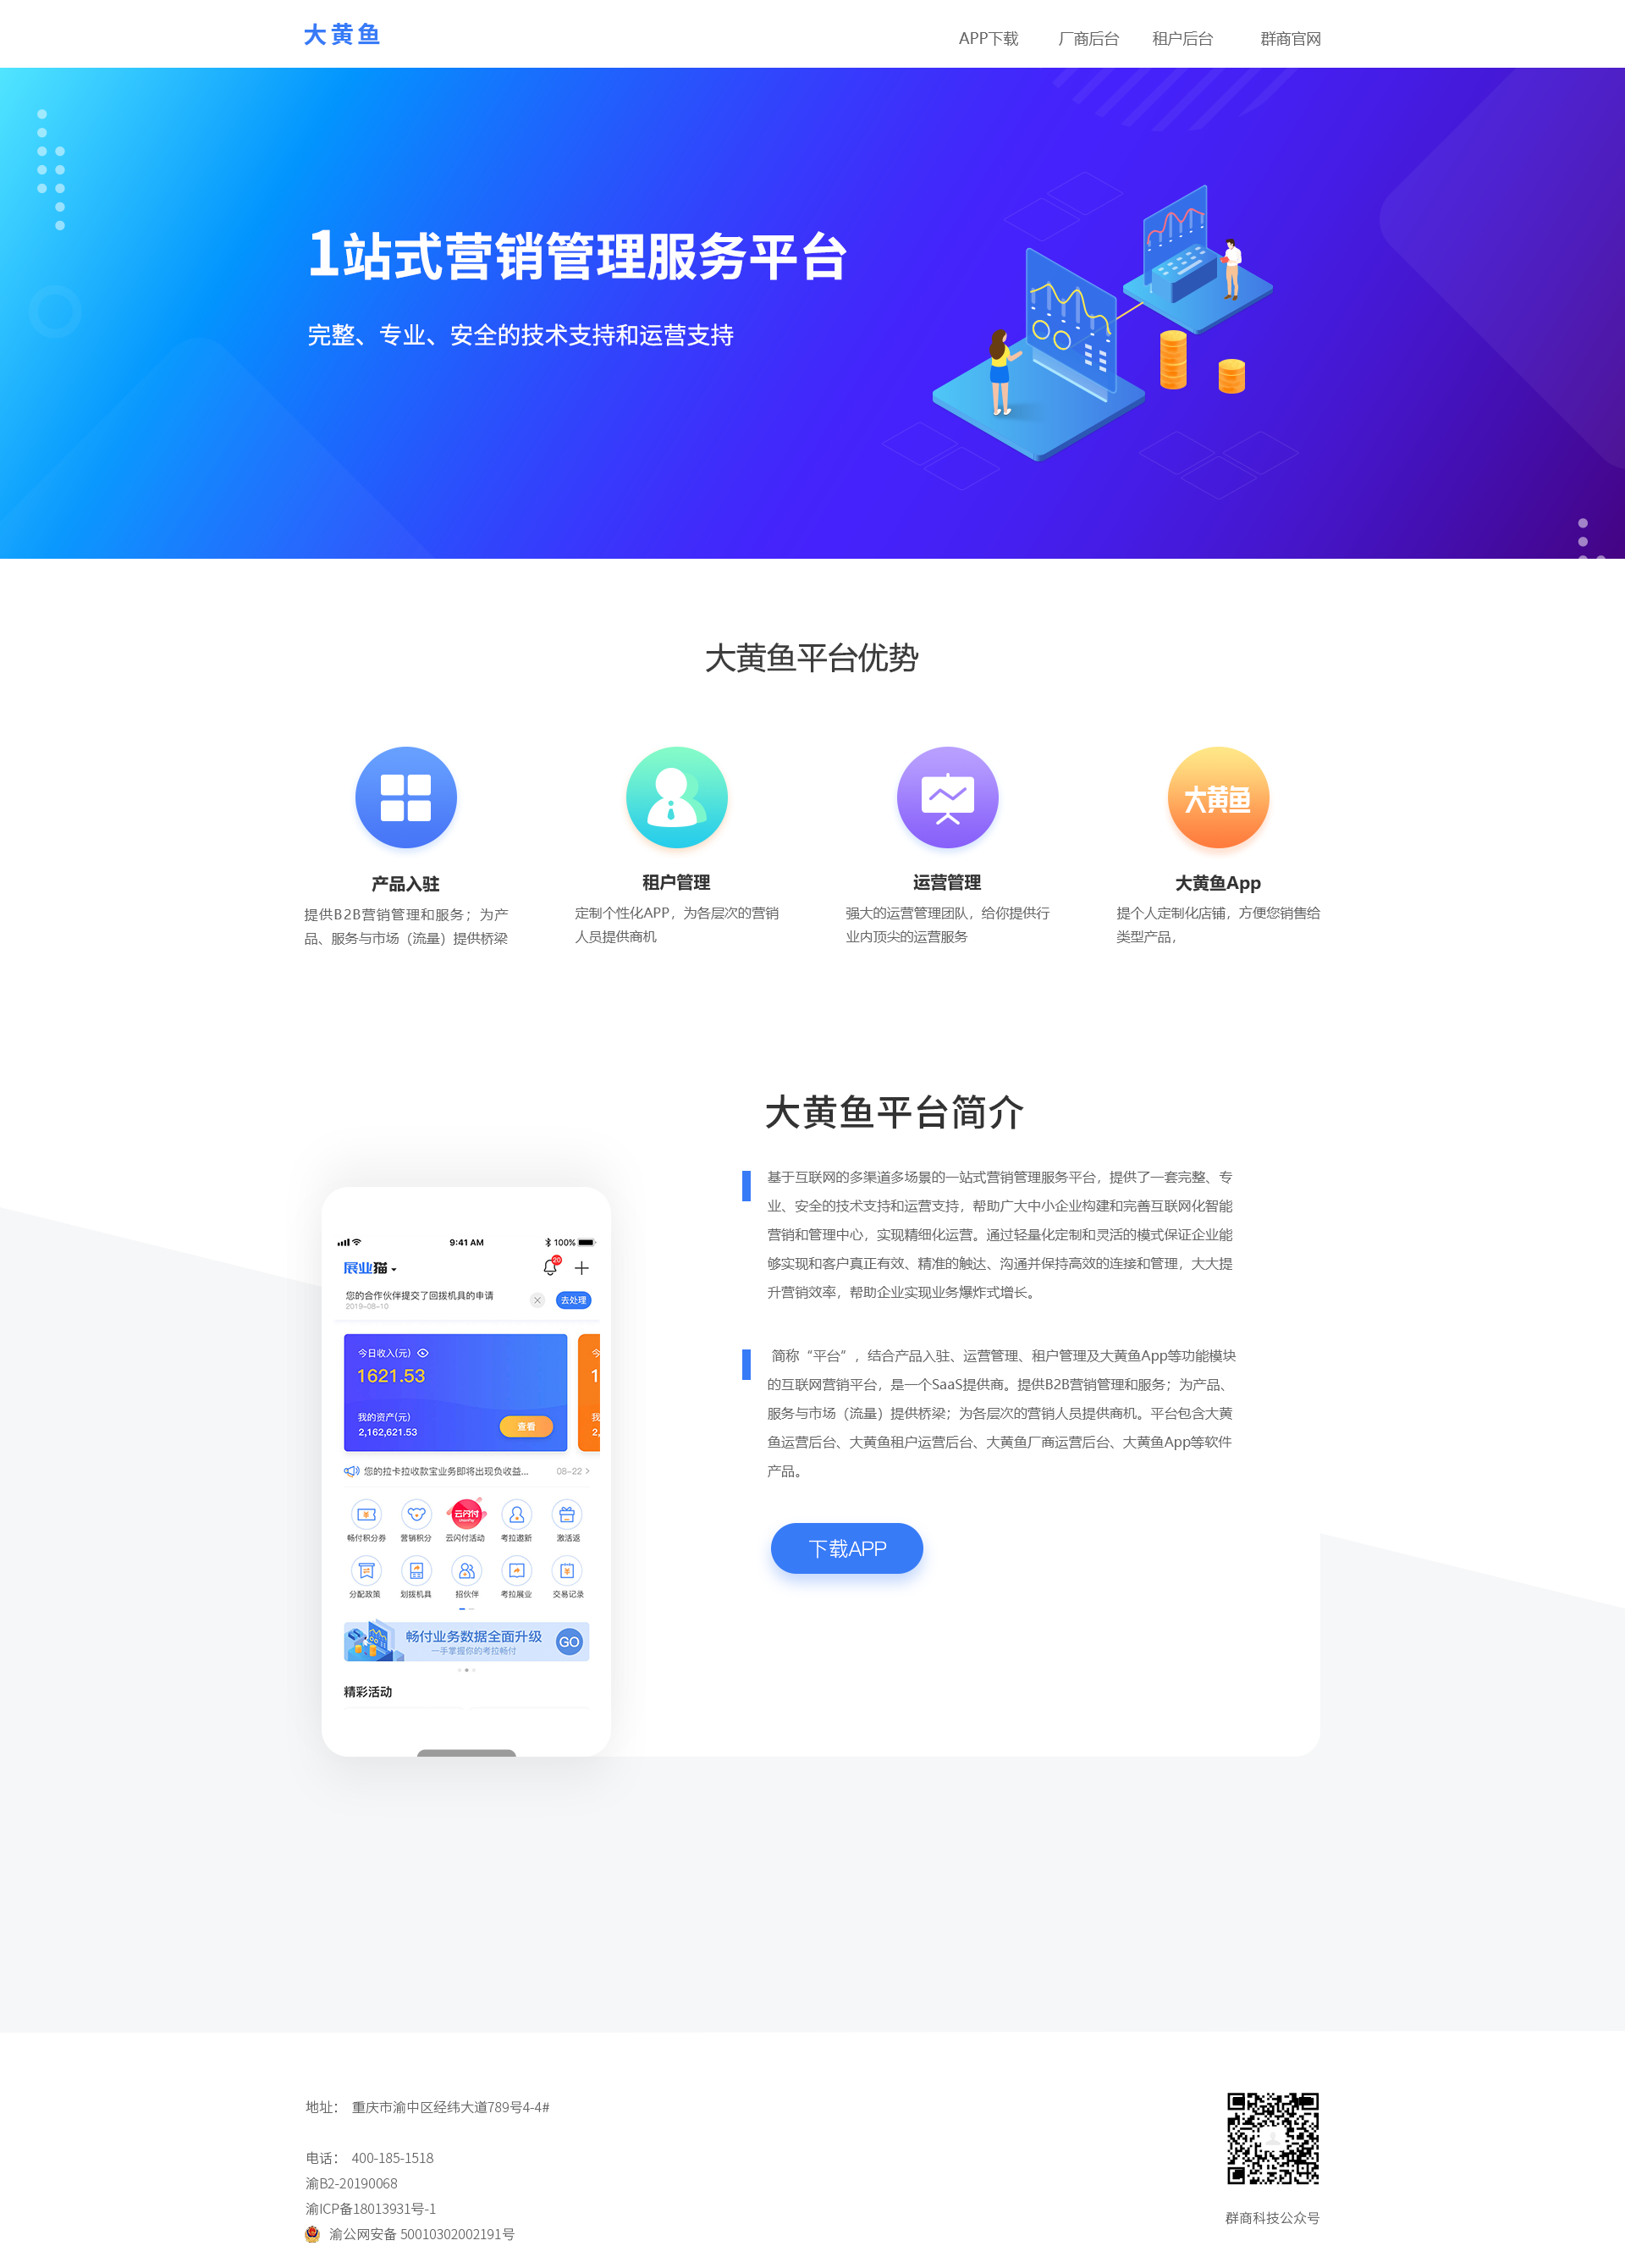 大黄鱼
APP下载 厂商后台 租户后台 群商官网
1站式营销管理服务平台
完整、专业、安全的技术支持和运营支持
大黄鱼平台优势
大黄鱼
产品入驻
提供B2B营销管理和服务；为产
品、服务与市场（流量）提供桥梁
租户管理
定制个性化APP，为各层次的营销
人员提供商机
运营管理
强大的运营管理团队，给你提供行
业内顶尖的运营服务
大黄鱼App
提个人定制化店铺，方便您销售给
类型产品，
大黄鱼平台简介
基于互联网的多渠道多场景的一站式营销管理服务平台，提供了一套完整、专
业、安全的技术支持和运营支持，帮助广大中小企业构建和完善互联网化智能
营销和管理中心，实现精细化运营。通过轻量化定制和灵活的模式保证企业能
够实现和客户真正有效、精准的触达、沟通并保持高效的连接和管理，大大提
升营销效率，帮助企业实现业务爆炸式增长。
简称“平台”，结合产品入驻、运营管理、租户管理及大黄鱼App等功能模块
的互联网营销平台，是一个SaaS提供商。提供B2B营销管理和服务；为产品、
服务与市场（流量）提供桥梁；为各层次的营销人员提供商机。平台包含大黄
鱼运营后台、大黄鱼租户运营后台、大黄鱼厂商运营后台、大黄鱼App等软件
产品。
下载APP
9:41 AM 100%
展业猫 20
您的合作伙伴提交了回拨机具的申请
2019-08-10
去处理
今日收入(元)
1621.53
我的资产(元)
2,162,621.53
查看
今
1
我
2,
您的拉卡拉收款宝业务即将出现负收益... 08-22
云闪付
畅付积分券 营销积分 云闪付活动 考拉邀新 激活返
分配政策 划拨机具 招伙伴 考拉展业 交易记录
畅付业务数据全面升级
一手掌握你的考拉畅付
GO
精彩活动
地址： 重庆市渝中区经纬大道789号4-4#
电话： 400-185-1518
渝B2-20190068
渝ICP备18013931号-1
渝公网安备 50010302002191号
群商科技公众号